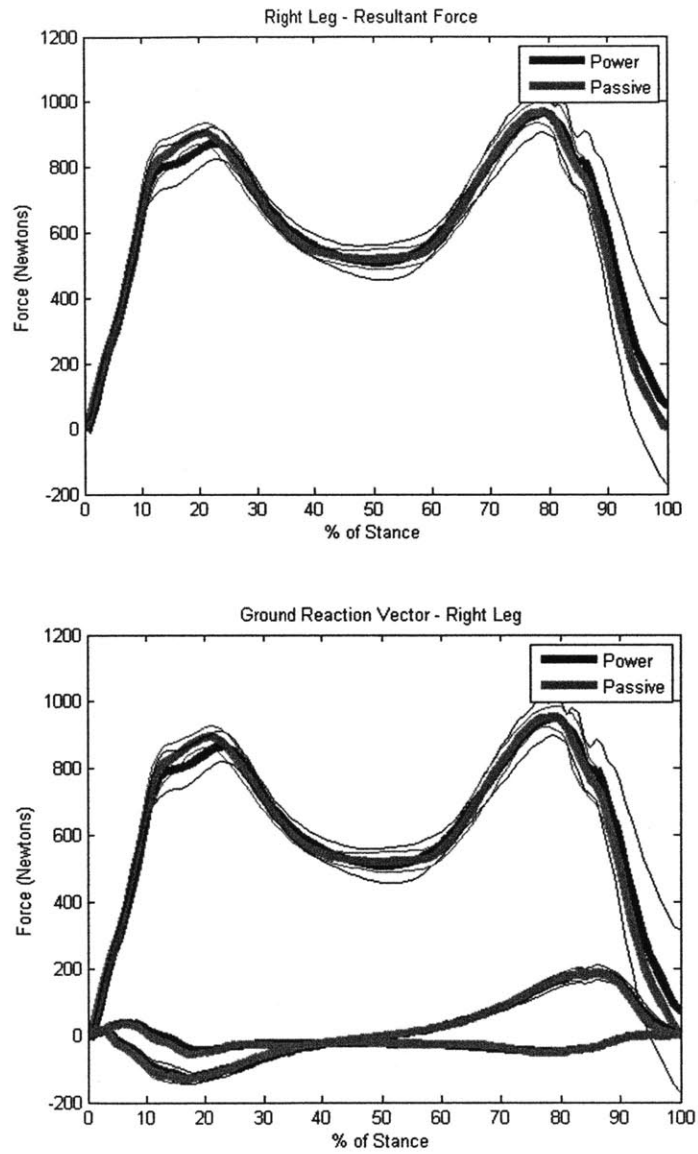 Right Leg - Resultant Force
1200
1000
800
600
400
200
0
-200
Force (Newtons)
Power
Passive
0 10 20 30 40 50 60 70 80 90 100
% of Stance
Ground Reaction Vector - Right Leg
1200
1000
800
600
400
200
0
-200
Force (Newtons)
Power
Passive
0 10 20 30 40 50 60 70 80 90 100
% of Stance